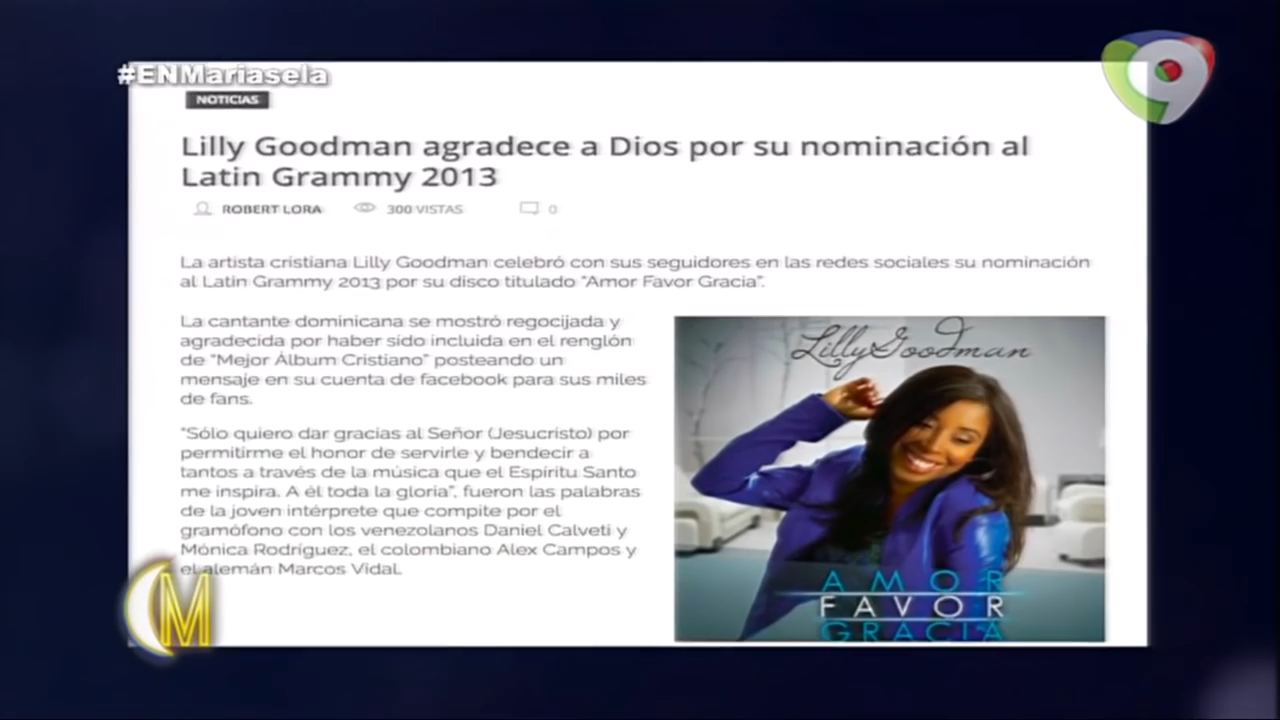 #ENMariasela
9
NOTICIAS
Lilly Goodman agradece a Dios por su nominación al
Latin Grammy 2013
ROBERT LORA 300 VISTAS 0
La artista cristiana Lilly Goodman celebró con sus seguidores en las redes sociales su nominación
al Latin Grammy 2013 por su disco titulado "Amor Favor Gracia".
La cantante dominicana se mostró regocijada y
agradecida por haber sido incluida en el renglón
de "Mejor Álbum Cristiano" posteando un
mensaje en su cuenta de facebook para sus miles
de fans.
"Sólo quiero dar gracias al Señor (Jesucristo) por
permitirme el honor de servirle y bendecir a
tantos a través de la música que el Espíritu Santo
me inspira. A él toda la gloria", fueron las palabras
de la joven intérprete que compite por el
gramófono con los venezolanos Daniel Calveti y
Mónica Rodríguez, el colombiano Alex Campos y
el alemán Marcos Vidal.
Lilly Goodman
AMOR
FAVOR
GRACIA
M